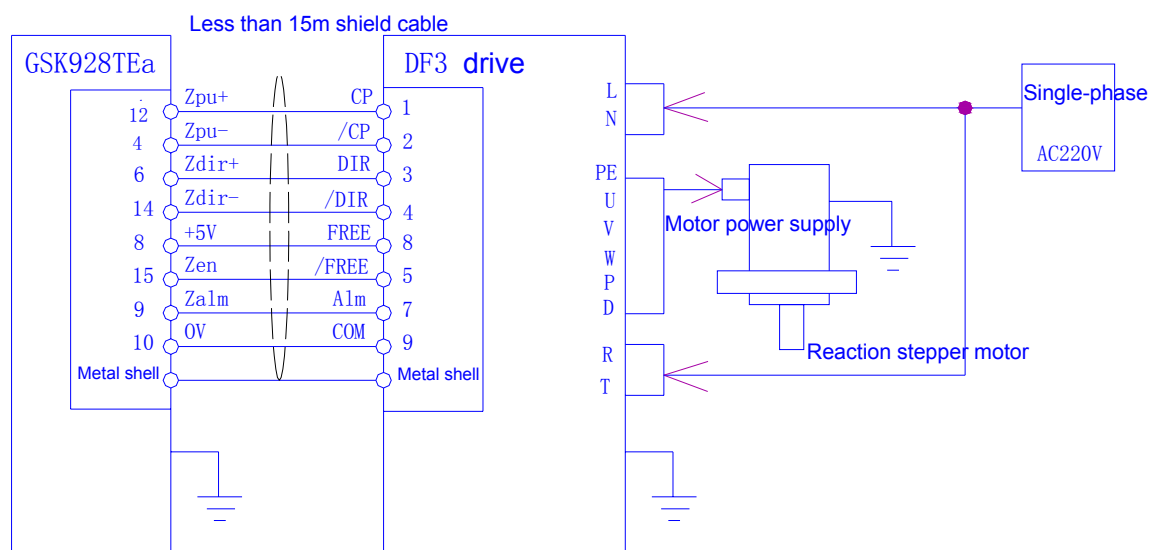 Less than 15m shield cable
GSK928TEa
DF3 drive
12 Zpu+ CP 1
4 Zpu- /CP 2
6 Zdir+ DIR 3
14 Zdir- /DIR 4
8 +5V FREE 8
15 Zen /FREE 5
9 Zalm Alm 7
10 0V COM 9
Metal shell Metal shell
L
N
PE
U
V
W
P
D
R
T
Single-phase
AC220V
Motor power supply
Reaction stepper motor